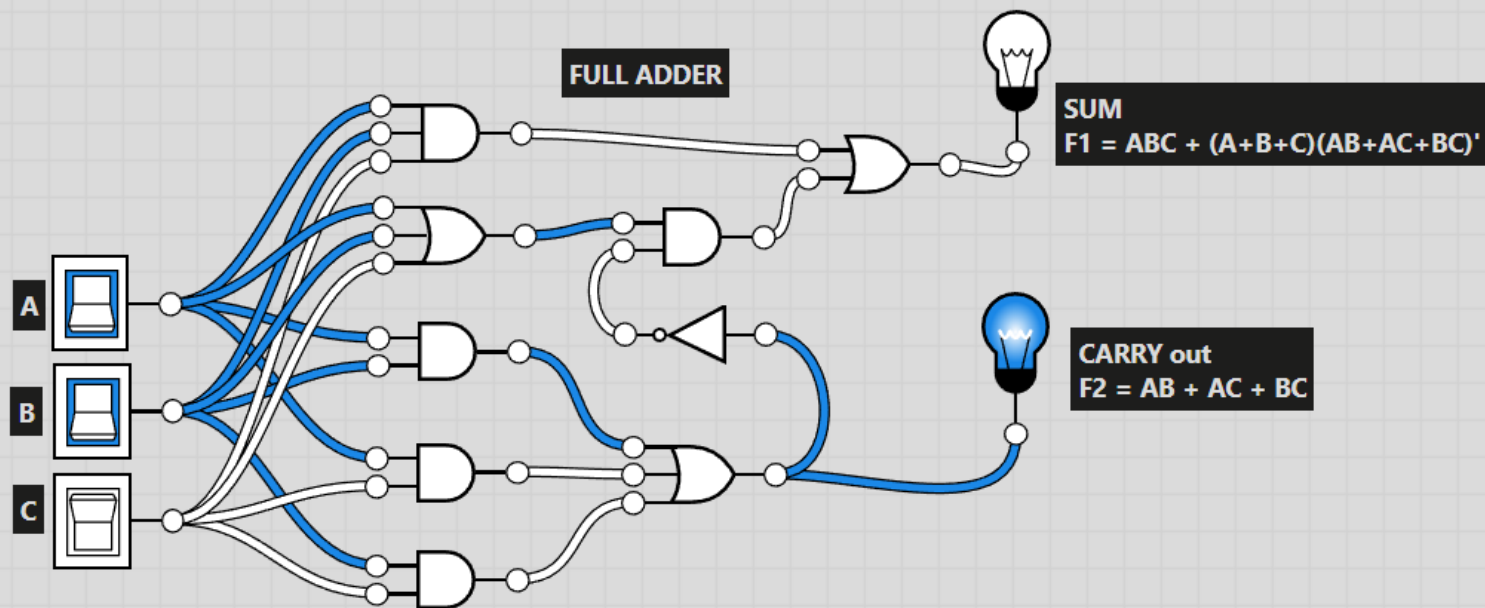 FULL ADDER
SUM
F1 = ABC + (A+B+C)(AB+AC+BC)'
A
B
C
CARRY out
F2 = AB + AC + BC